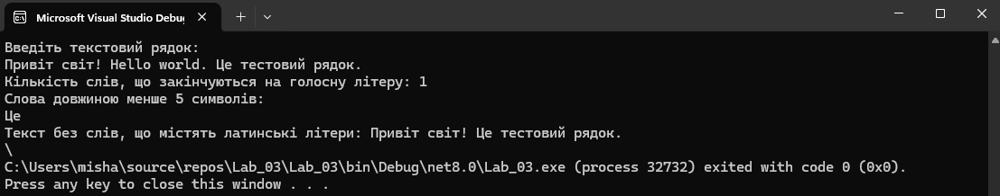 Microsoft Visual Studio Debug
Введіть текстовий рядок:
Привіт світ! Hello world. Це тестовий рядок.
Кількість слів, що закінчуються на голосну літеру: 1
Слова довжиною менше 5 символів:
Це
Текст без слів, що містять латинські літери: Привіт світ! Це тестовий рядок.
\
C:\Users\misha\source\repos\Lab_03\Lab_03\bin\Debug\net8.0\Lab_03.exe (process 32732) exited with code 0 (0x0).
Press any key to close this window . . .